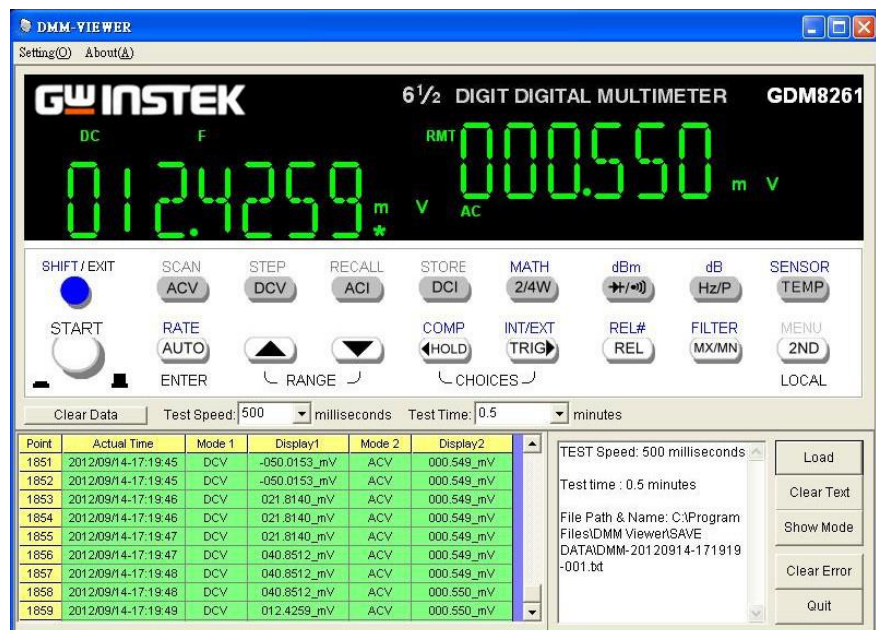 DMM-VIEWER
Setting(O) About(A)
GW INSTEK 6½ DIGIT DIGITAL MULTIMETER GDM8261
DC F RMT
012.4259 m V
000.550 m V
* AC
SHIFT / EXIT SCAN STEP RECALL STORE MATH dBm dB SENSOR
ACV DCV ACI DCI 2/4W Hz/P TEMP
START RATE COMP INT/EXT REL# FILTER MENU
AUTO HOLD TRIG REL MX/MN 2ND
ENTER RANGE CHOICES LOCAL
Clear Data Test Speed: 500 milliseconds Test Time: 0.5 minutes
Point Actual Time Mode 1 Display1 Mode 2 Display2
1851 2012/09/14-17:19:45 DCV -050.0153_mV ACV 000.549_mV
1852 2012/09/14-17:19:45 DCV -050.0153_mV ACV 000.549_mV
1853 2012/09/14-17:19:46 DCV 021.8140_mV ACV 000.549_mV
1854 2012/09/14-17:19:46 DCV 021.8140_mV ACV 000.549_mV
1855 2012/09/14-17:19:47 DCV 021.8140_mV ACV 000.549_mV
1856 2012/09/14-17:19:47 DCV 040.8512_mV ACV 000.549_mV
1857 2012/09/14-17:19:48 DCV 040.8512_mV ACV 000.549_mV
1858 2012/09/14-17:19:48 DCV 040.8512_mV ACV 000.550_mV
1859 2012/09/14-17:19:49 DCV 012.4259_mV ACV 000.550_mV
TEST Speed: 500 milliseconds
Test time : 0.5 minutes
File Path & Name: C:\Program
Files\DMM Viewer\SAVE
DATA\DMM-20120914-171919
-001.txt
Load
Clear Text
Show Mode
Clear Error
Quit